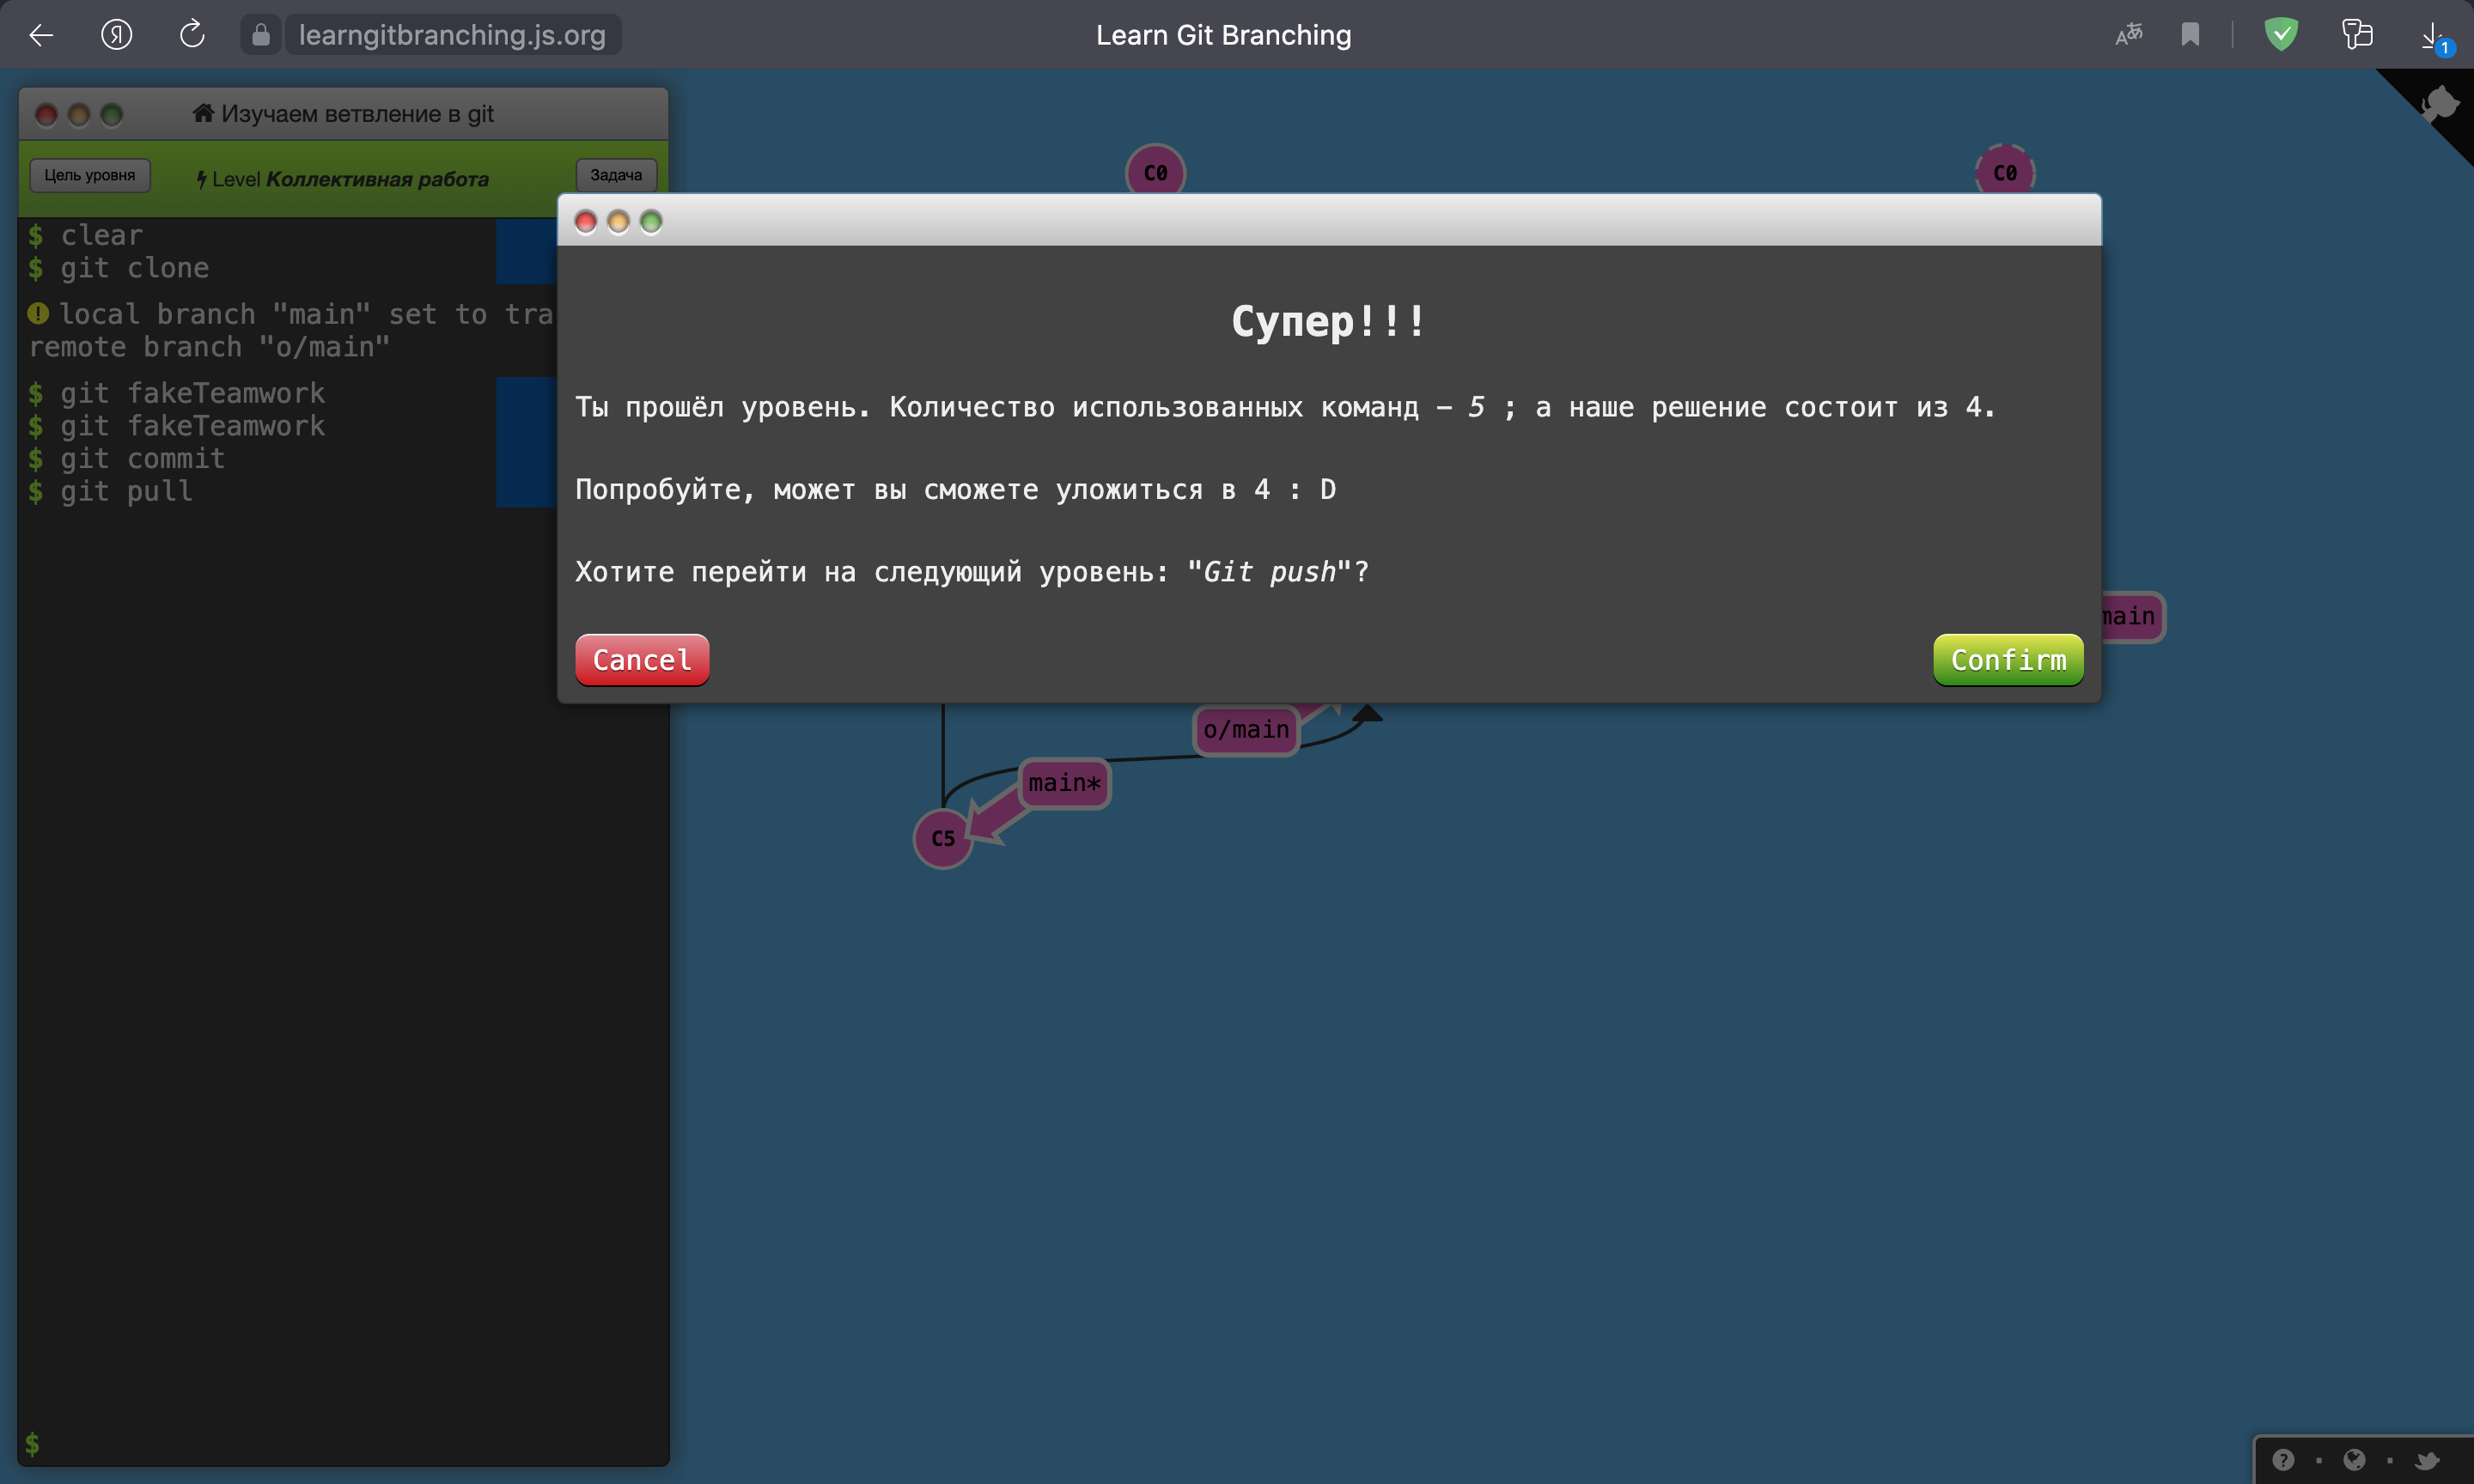 Я
learngitbranching.js.org
Learn Git Branching
1
Изучаем ветвление в git
Цель уровня
Level Коллективная работа
Задача
$ clear
$ git clone
local branch "main" set to tra
remote branch "o/main"
$ git fakeTeamwork
$ git fakeTeamwork
$ git commit
$ git pull
$
C0
C0
Супер!!!
Ты прошёл уровень. Количество использованных команд – 5 ; а наше решение состоит из 4.
Попробуйте, может вы сможете уложиться в 4 : D
Хотите перейти на следующий уровень: "Git push"?
Cancel
Confirm
main
o/main
main*
C5